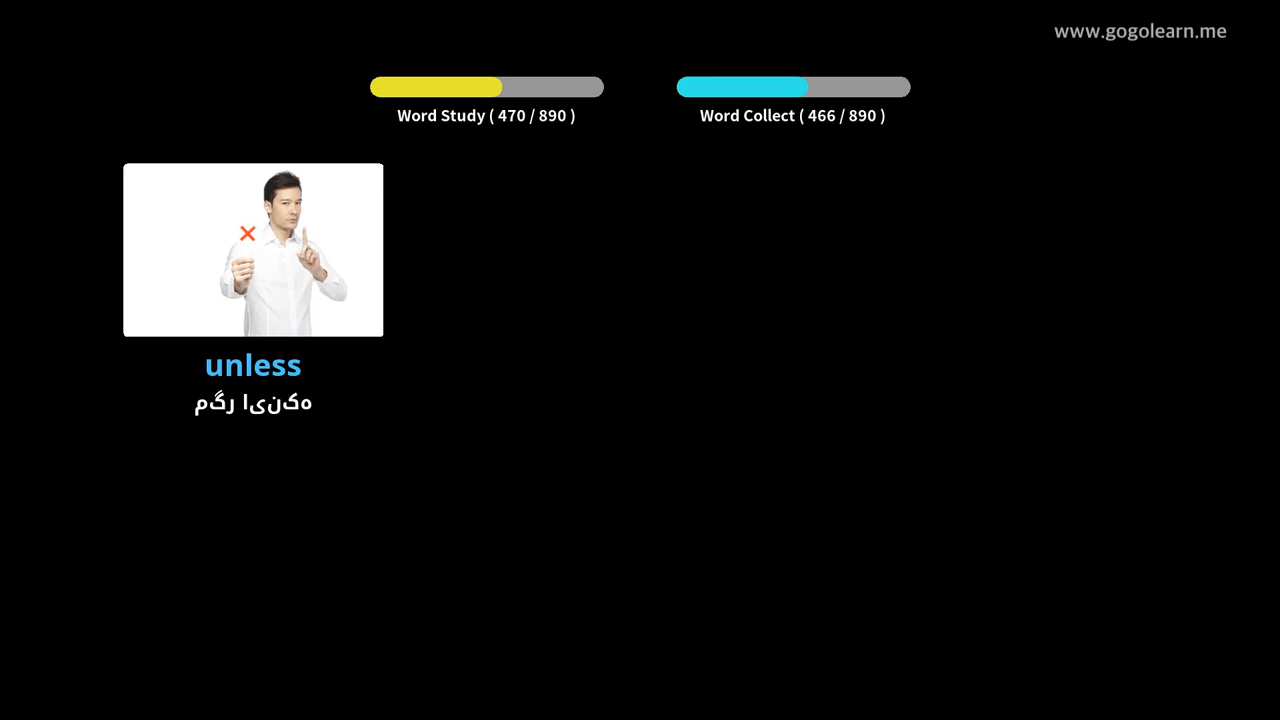 www.gogolearn.me
Word Study ( 470 / 890 )
Word Collect ( 466 / 890 )
unless
مگر اینکه